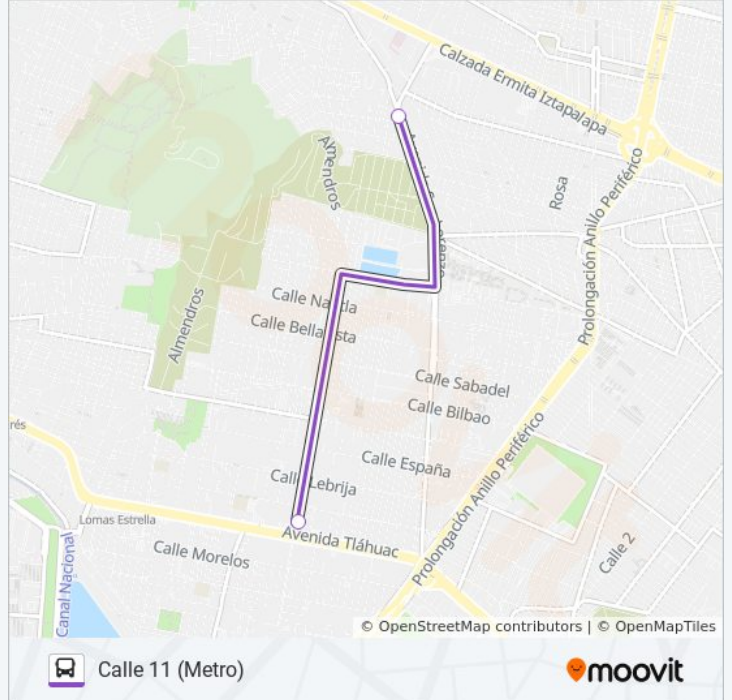 Calzada Ermita Iztapalapa
Almendros
Rosa
Prolongación Anillo Periférico
Calle
Almendros
Calle Bella
sta
Calle Sabadel
Calle Bilbao
Calle España
Prolongación Anillo Periférico
Lebrija
Lomas Estrella
Avenida Tláhuac
Calle Morelos
Calle 2
Canal Nacional
© OpenStreetMap contributors | © OpenMapTiles
Calle 11 (Metro)
moovit